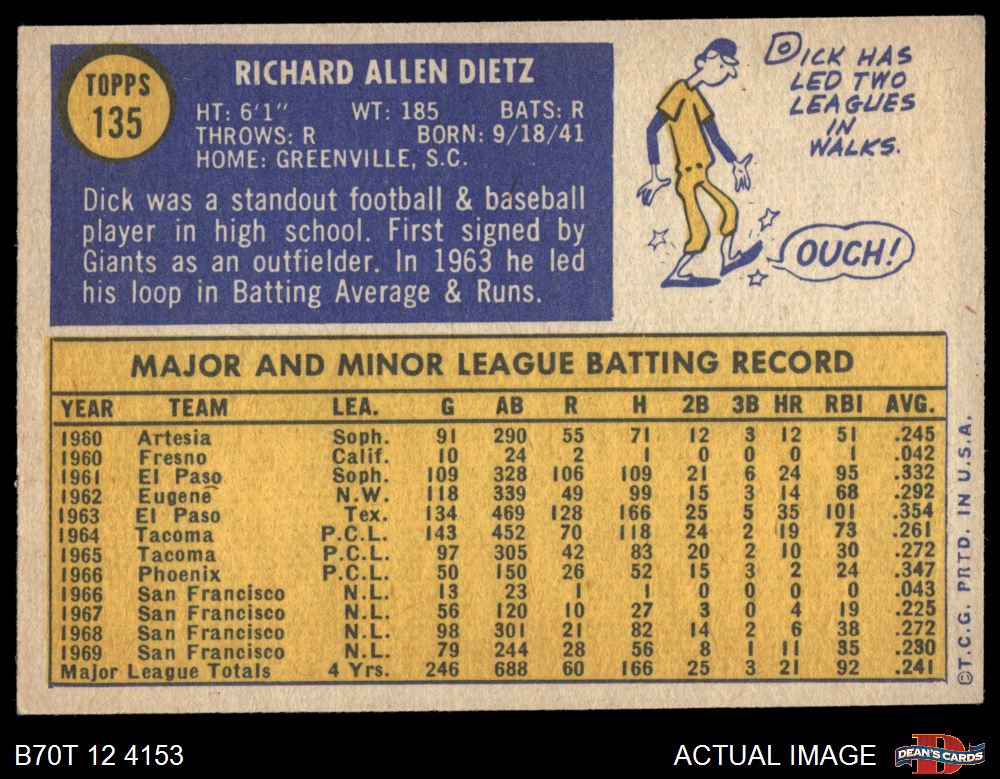 TOPPS
135
RICHARD ALLEN DIETZ
HT: 6'1" WT: 185 BATS: R
THROWS: R BORN: 9/18/41
HOME: GREENVILLE, S.C.
Dick was a standout football & baseball
player in high school. First signed by
Giants as an outfielder. In 1963 he led
his loop in Batting Average & Runs.
DICK HAS
LED TWO
LEAGUES
IN
WALKS.
OUCH!
MAJOR AND MINOR LEAGUE BATTING RECORD
YEAR TEAM LEA. G AB R H 2B 3B HR RBI AVG.
1960 Artesia Soph. 91 290 55 71 12 3 12 51 .245
1960 Fresno Calif. 10 24 2 1 0 0 0 1 .042
1961 El Paso Soph. 109 328 106 109 21 6 24 95 .332
1962 Eugene N.W. 118 339 49 99 15 3 14 68 .292
1963 El Paso Tex. 134 469 128 166 25 5 35 101 .354
1964 Tacoma P.C.L. 143 452 70 118 24 2 19 73 .261
1965 Tacoma P.C.L. 97 305 42 83 20 2 10 30 .272
1966 Phoenix P.C.L. 50 150 26 52 15 3 2 24 .347
1966 San Francisco N.L. 13 23 1 1 0 0 0 0 .043
1967 San Francisco N.L. 56 120 10 27 3 0 4 19 .225
1968 San Francisco N.L. 98 301 21 82 14 2 6 38 .272
1969 San Francisco N.L. 79 244 28 56 8 1 11 35 .230
Major League Totals 4 Yrs. 246 688 60 166 25 3 21 92 .241
©T.C.G. PRTD. IN U.S.A.
B70T 12 4153
ACTUAL IMAGE
D
DEAN'S CARDS